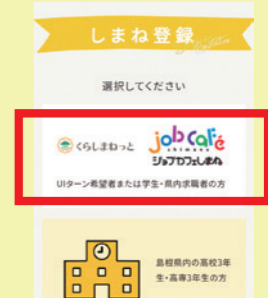 しまね登録
選択してください
くらしまねっと
job café
shimane
ジョブカフェしまね
UIターン希望者または学生・県内求職者の方
島根県内の高校3年
生・高専3年生の方